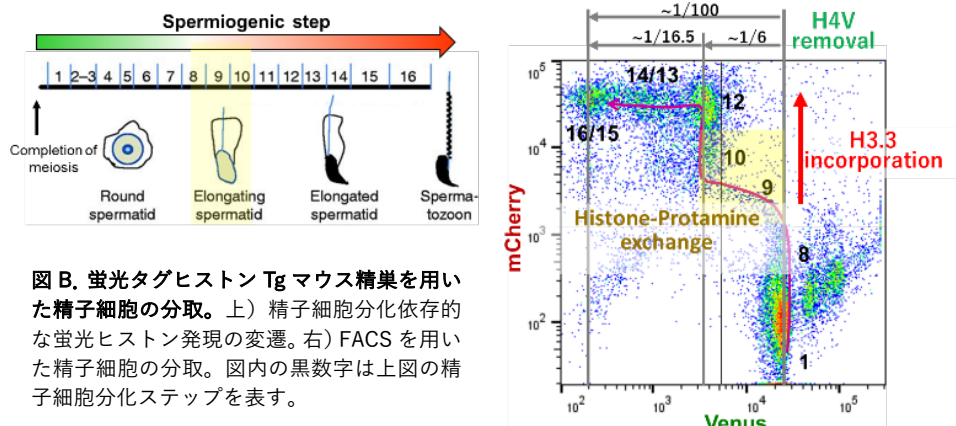 Spermiogenic step
1 2–3 4 5 6 7 8 9 10 11 12 13 14 15 16
Completion of
meiosis
Round
spermatid
Elongating
spermatid
Elongated
spermatid
Sperma-
tozoon
図 B. 蛍光タグヒストン Tg マウス精巣を用い
た精子細胞の分取。上）精子細胞分化依存的
な蛍光ヒストン発現の変遷。右）FACS を用い
た精子細胞の分取。図内の黒数字は上図の精
子細胞分化ステップを表す。
~1/100
~1/16.5
~1/6
H4V
removal
10⁵
10⁴
10³
10²
mCherry
14/13
12
16/15
10
9
8
1
H3.3
incorporation
Histone-Protamine
exchange
10²
10³
10⁴
10⁵
Venus